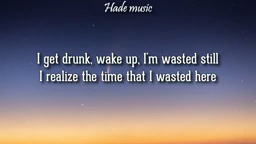 Hade music
I get drunk, wake up, I'm wasted still
I realize the time that I wasted here